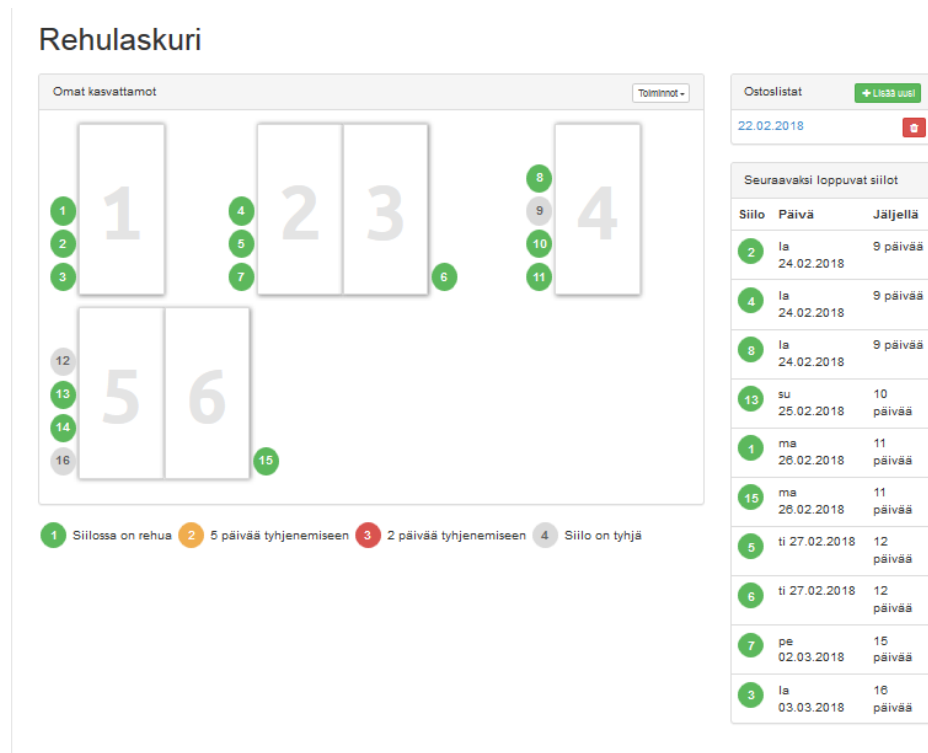 Rehulaskuri
Omat kasvattamot
Toiminnot
1
2
3
1
4
5
7
2
3
6
8
9
10
11
4
12
13
14
16
5
6
15
1 Siilossa on rehua 2 5 päivää tyhjenemiseen 3 2 päivää tyhjenemiseen 4 Siilo on tyhjä
Ostoslistat
+ Lisää uusi
22.02.2018
Seuraavaksi loppuvat siilot
Siilo Päivä Jäljellä
2 la 9 päivää
24.02.2018
4 la 9 päivää
24.02.2018
8 la 9 päivää
24.02.2018
13 su 10
25.02.2018 päivää
1 ma 11
26.02.2018 päivää
15 ma 11
26.02.2018 päivää
5 ti 27.02.2018 12
päivää
6 ti 27.02.2018 12
päivää
7 pe 15
02.03.2018 päivää
3 la 16
03.03.2018 päivää